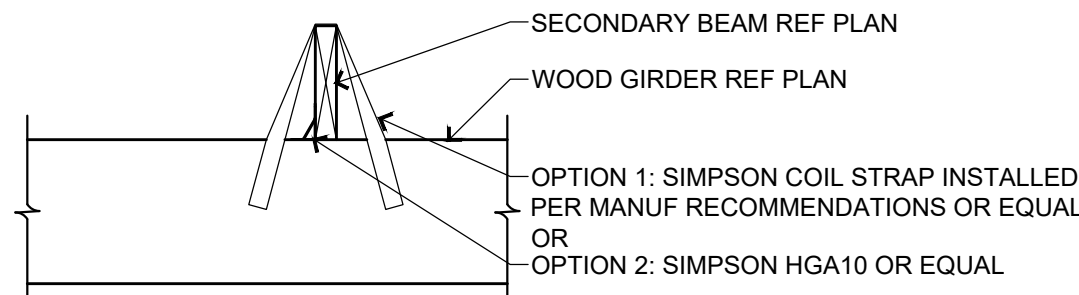 SECONDARY BEAM REF PLAN
WOOD GIRDER REF PLAN
OPTION 1: SIMPSON COIL STRAP INSTALLED
PER MANUF RECOMMENDATIONS OR EQUAL
OR
OPTION 2: SIMPSON HGA10 OR EQUAL